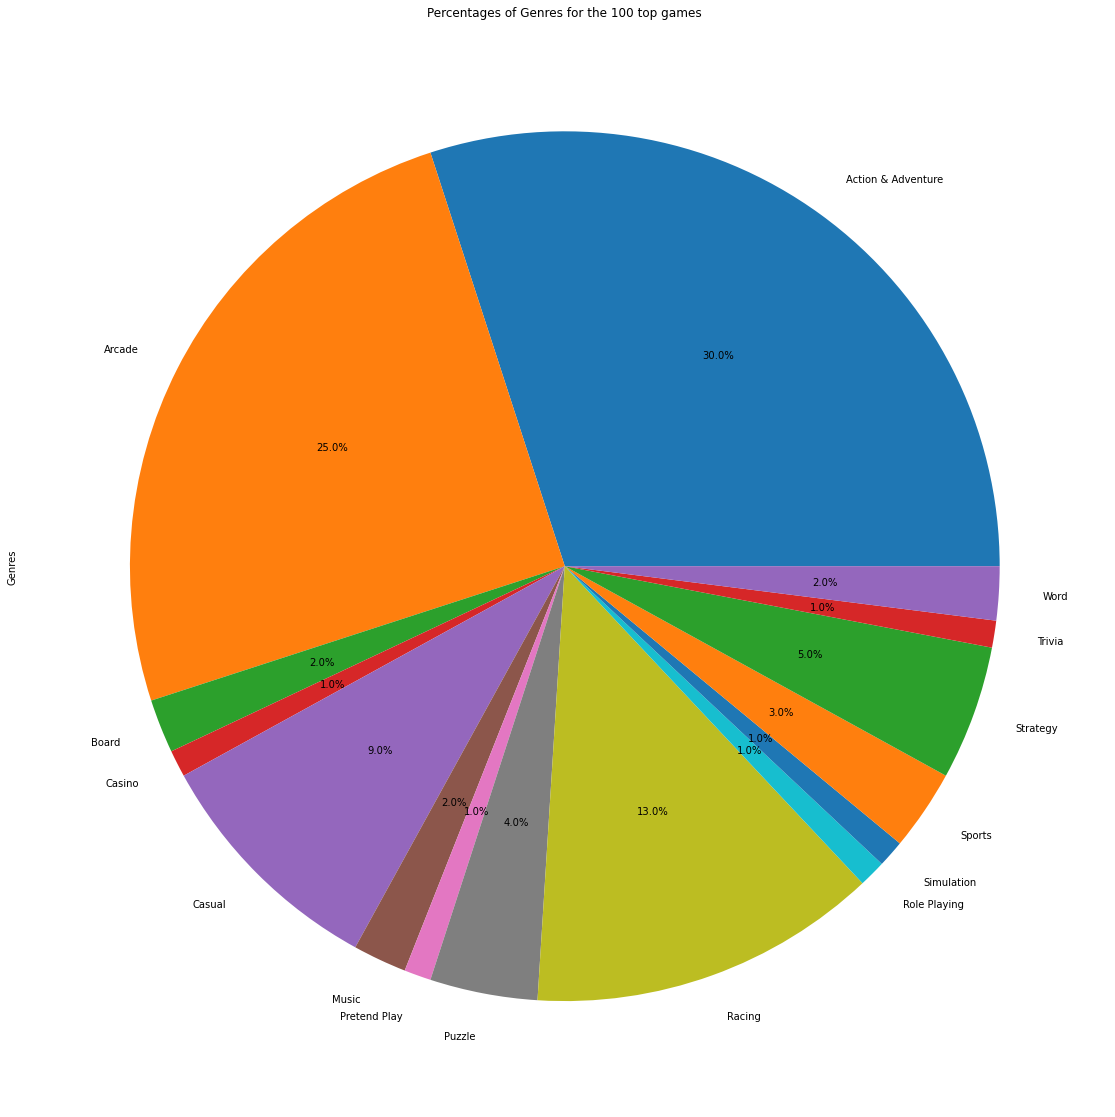 Percentages of Genres for the 100 top games
Action & Adventure
30.0%
Arcade
25.0%
Genres
Board
2.0%
Casino
1.0%
Casual
9.0%
Music
2.0%
Pretend Play
1.0%
Puzzle
4.0%
Racing
13.0%
Role Playing
1.0%
Simulation
1.0%
Sports
3.0%
Strategy
5.0%
Trivia
1.0%
Word
2.0%